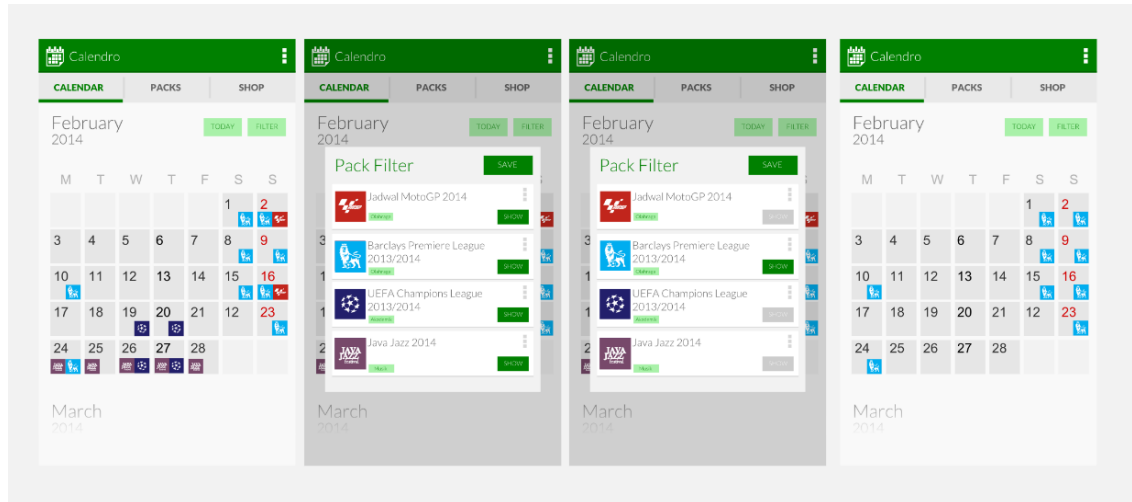 Calendro
CALENDAR PACKS SHOP
February
2014
TODAY FILTER
M T W T F S S
1 2
3 4 5 6 7 8 9
10 11 12 13 14 15 16
17 18 19 20 21 12 23
24 25 26 27 28
March
2014
Calendro
CALENDAR PACKS SHOP
February
2014
TODAY FILTER
Pack Filter SAVE
Jadwal MotoGP 2014
SHOW
Barclays Premiere League
2013/2014
SHOW
UEFA Champions League
2013/2014
SHOW
JAVA
JAZZ
Java Jazz 2014
SHOW
March
2014
Calendro
CALENDAR PACKS SHOP
February
2014
TODAY FILTER
Pack Filter SAVE
Jadwal MotoGP 2014
SHOW
Barclays Premiere League
2013/2014
SHOW
UEFA Champions League
2013/2014
SHOW
JAVA
JAZZ
Java Jazz 2014
SHOW
March
2014
Calendro
CALENDAR PACKS SHOP
February
2014
TODAY FILTER
M T W T F S S
1 2
3 4 5 6 7 8 9
10 11 12 13 14 15 16
17 18 19 20 21 12 23
24 25 26 27 28
March
2014